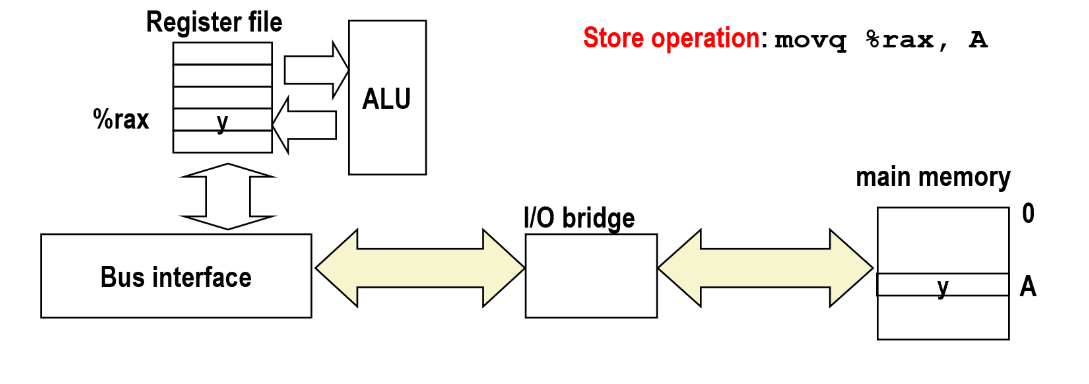 Register file
Store operation: movq %rax, A
ALU
%rax
y
main memory
0
I/O bridge
Bus interface
y
A